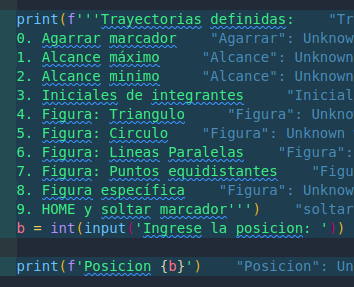 print(f'''Trayectorias definidas:    "Tr
0. Agarrar marcador    "Agarrar": Unknow
1. Alcance máximo    "Alcance": Unknown
2. Alcance minimo    "Alcance": Unknown
3. Iniciales de integrantes    "Inicial
4. Figura: Triangulo    "Figura": Unkno
5. Figura: Circulo    "Figura": Unknown
6. Figura: Lineas Paralelas    "Figura":
7. Figura: Puntos equidistantes    "Figu
8. Figura específica    "Figura": Unknow
9. HOME y soltar marcador''')    "soltar
b = int(input('Ingrese la posicion: '))
print(f'Posicion {b}')    "Posicion": Un